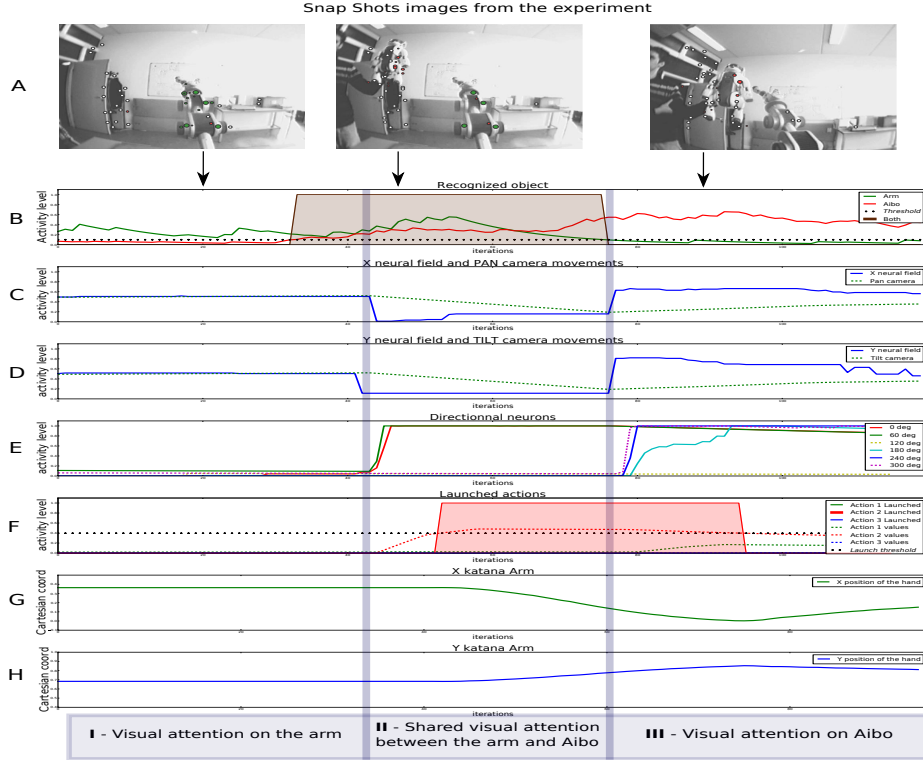 Snap Shots images from the experiment
A
B
Recognized object
Activity level
Arm
Aibo
Threshold
Both
iterations
C
X neural field and PAN camera movements
activity level
X neural field
Pan camera
iterations
D
Y neural field and TILT camera movements
activity level
Y neural field
Tilt camera
iterations
E
Directionnal neurons
activity level
0 deg
60 deg
120 deg
180 deg
240 deg
300 deg
iterations
F
Launched actions
activity level
Action 1 Launched
Action 2 Launched
Action 3 Launched
Action 1 values
Action 2 values
Action 3 values
Launch threshold
iterations
G
X katana Arm
Cartesian coord
X position of the hand
iterations
H
Y katana Arm
Cartesian coord
Y position of the hand
iterations
I - Visual attention on the arm
II - Shared visual attention
between the arm and Aibo
III - Visual attention on Aibo